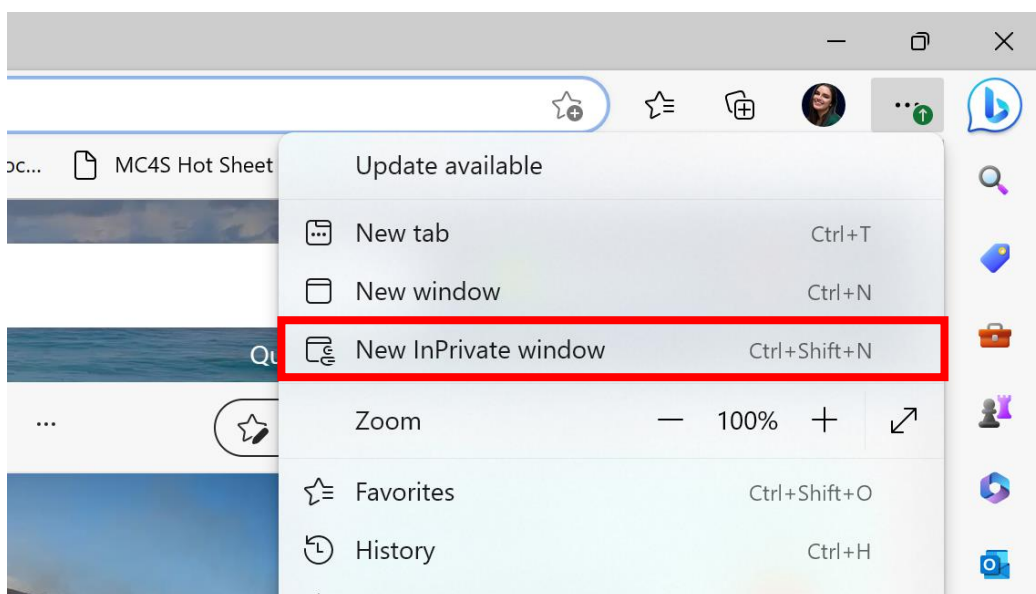 oc...
MC4S Hot Sheet
Update available
New tab Ctrl+T
New window Ctrl+N
Qu
New InPrivate window Ctrl+Shift+N
Zoom — 100% +
...
Favorites Ctrl+Shift+O
History Ctrl+H